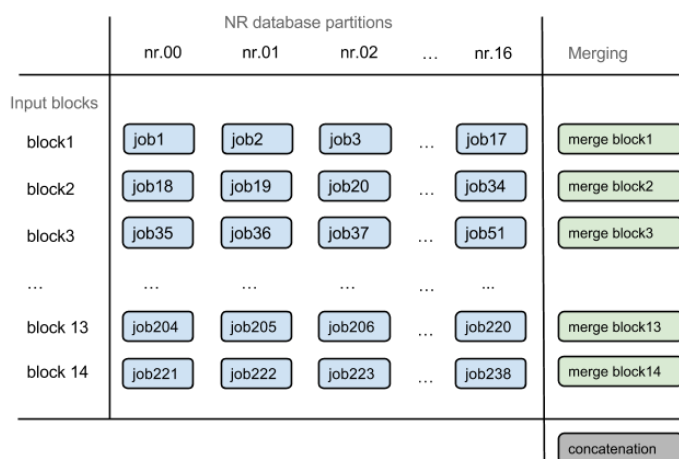 NR database partitions
nr.00 nr.01 nr.02 ... nr.16 Merging
Input blocks
block1 job1 job2 job3 ... job17 merge block1
block2 job18 job19 job20 ... job34 merge block2
block3 job35 job36 job37 ... job51 merge block3
... ... ... ... ... ...
block 13 job204 job205 job206 ... job220 merge block13
block 14 job221 job222 job223 ... job238 merge block14
concatenation